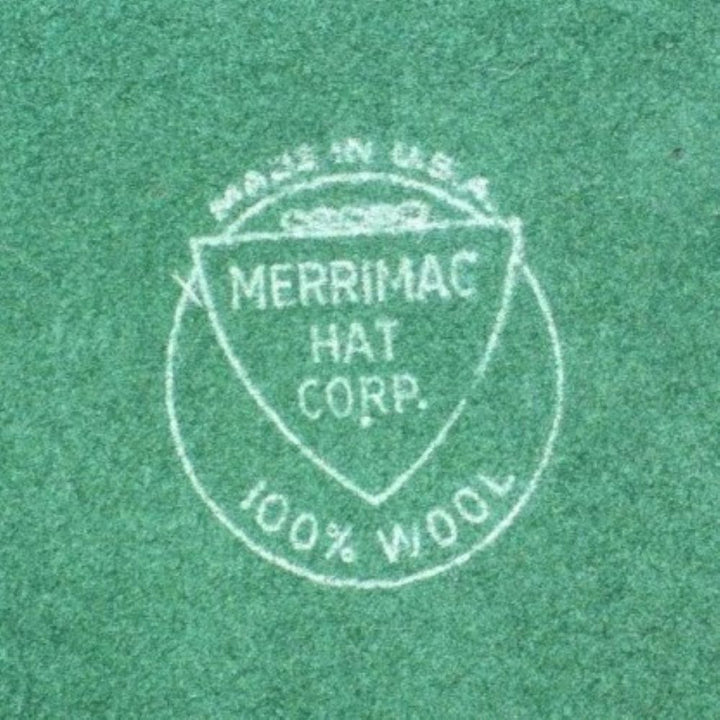 MADE IN U.S.A.
MERRIMAC
HAT
CORP.
100% WOOL